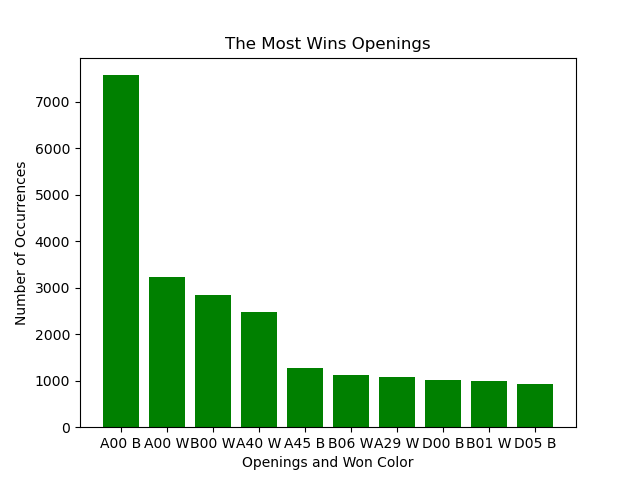 The Most Wins Openings
Number of Occurrences
7000
6000
5000
4000
3000
2000
1000
0
A00 B A00 W B00 W A40 W A45 B B06 W A29 W D00 B B01 W D05 B
Openings and Won Color